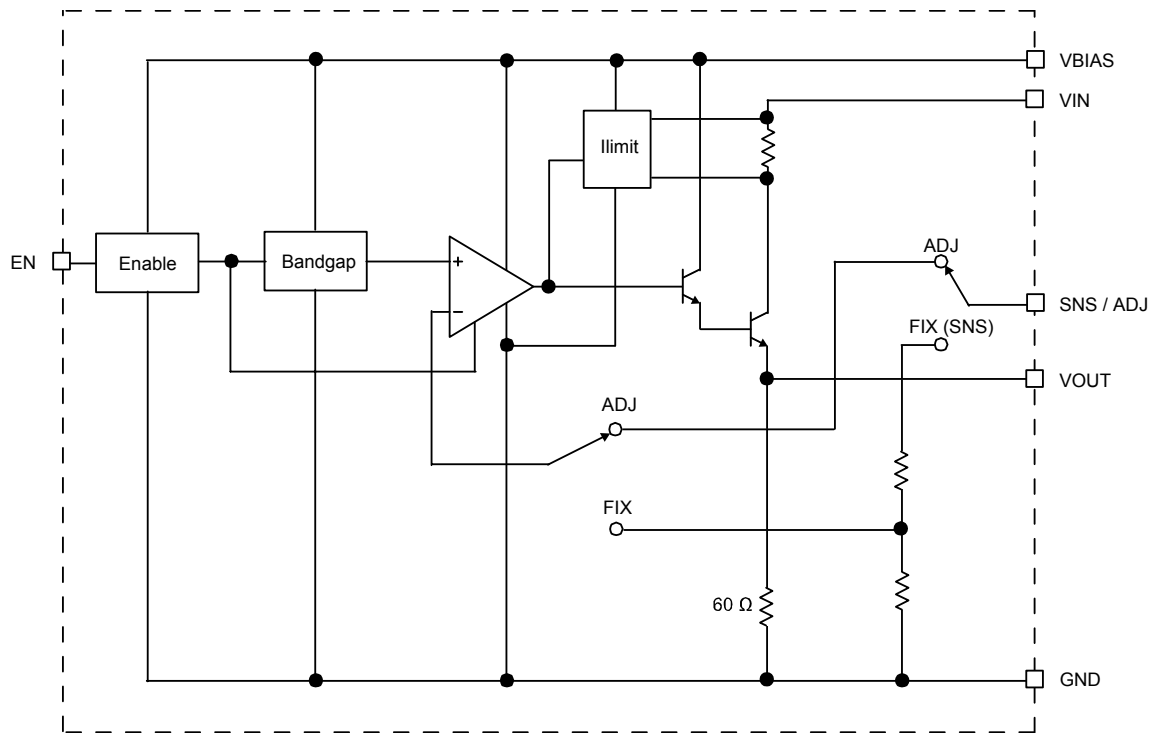 VBIAS
VIN
Ilimit
EN
Enable
Bandgap
+
−
ADJ
SNS / ADJ
FIX (SNS)
VOUT
ADJ
FIX
60 Ω
GND